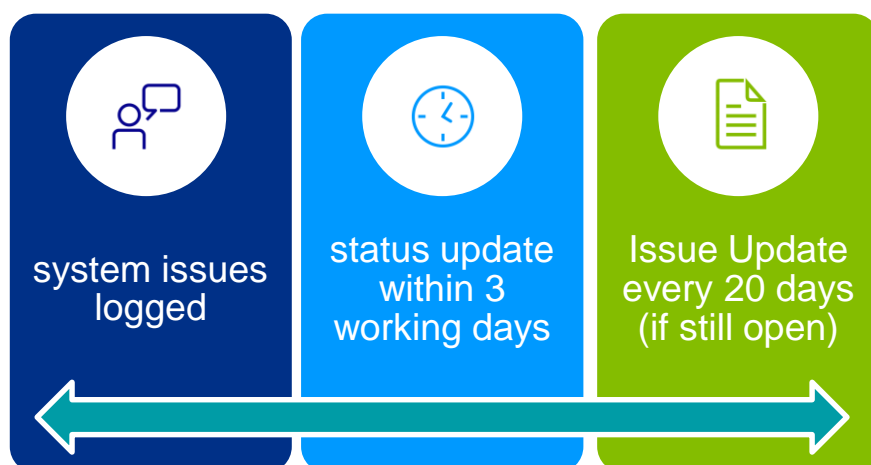 system issues
logged
status update
within 3
working days
Issue Update
every 20 days
(if still open)